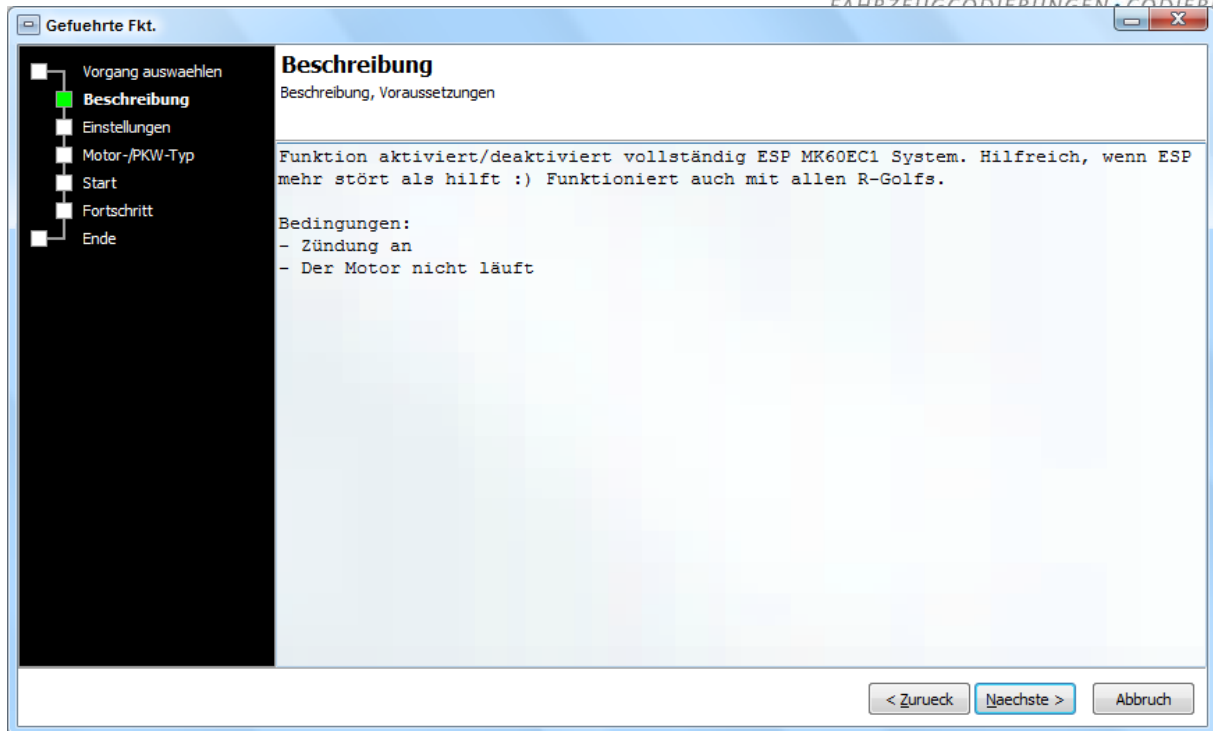 FAHRZEUGCODIERUNGEN • CODIER
Gefuehrte Fkt.
Vorgang auswaehlen
Beschreibung
Einstellungen
Motor-/PKW-Typ
Start
Fortschritt
Ende
Beschreibung
Beschreibung, Voraussetzungen
Funktion aktiviert/deaktiviert vollständig ESP MK60EC1 System. Hilfreich, wenn ESP
mehr stört als hilft :) Funktioniert auch mit allen R-Golfs.
Bedingungen:
- Zündung an
- Der Motor nicht läuft
< Zurueck
Naechste >
Abbruch